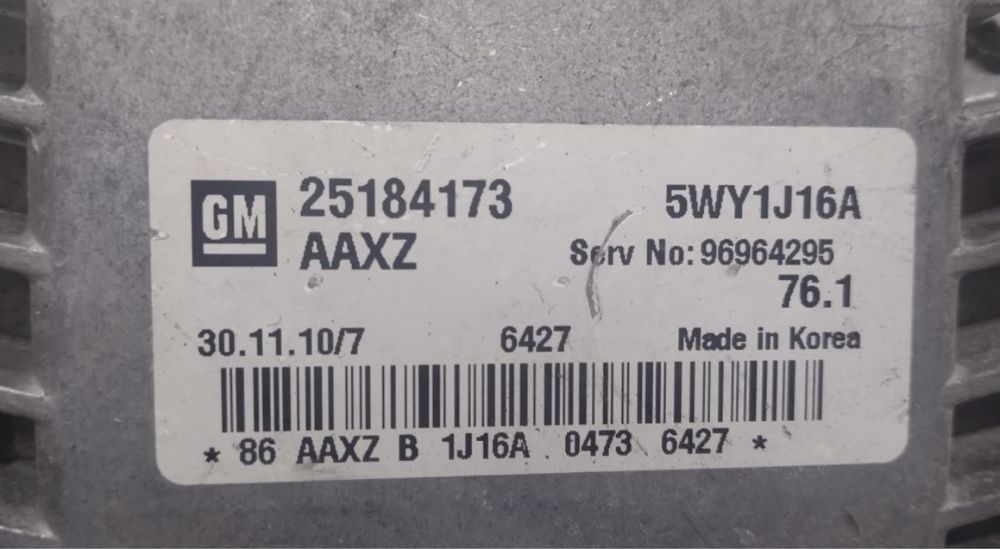 GM 25184173 5WY1J16A
AAXZ Serv No: 96964295
76.1
30.11.10/7 6427 Made in Korea
* 86 AAXZ B 1J16A 0473 6427 *